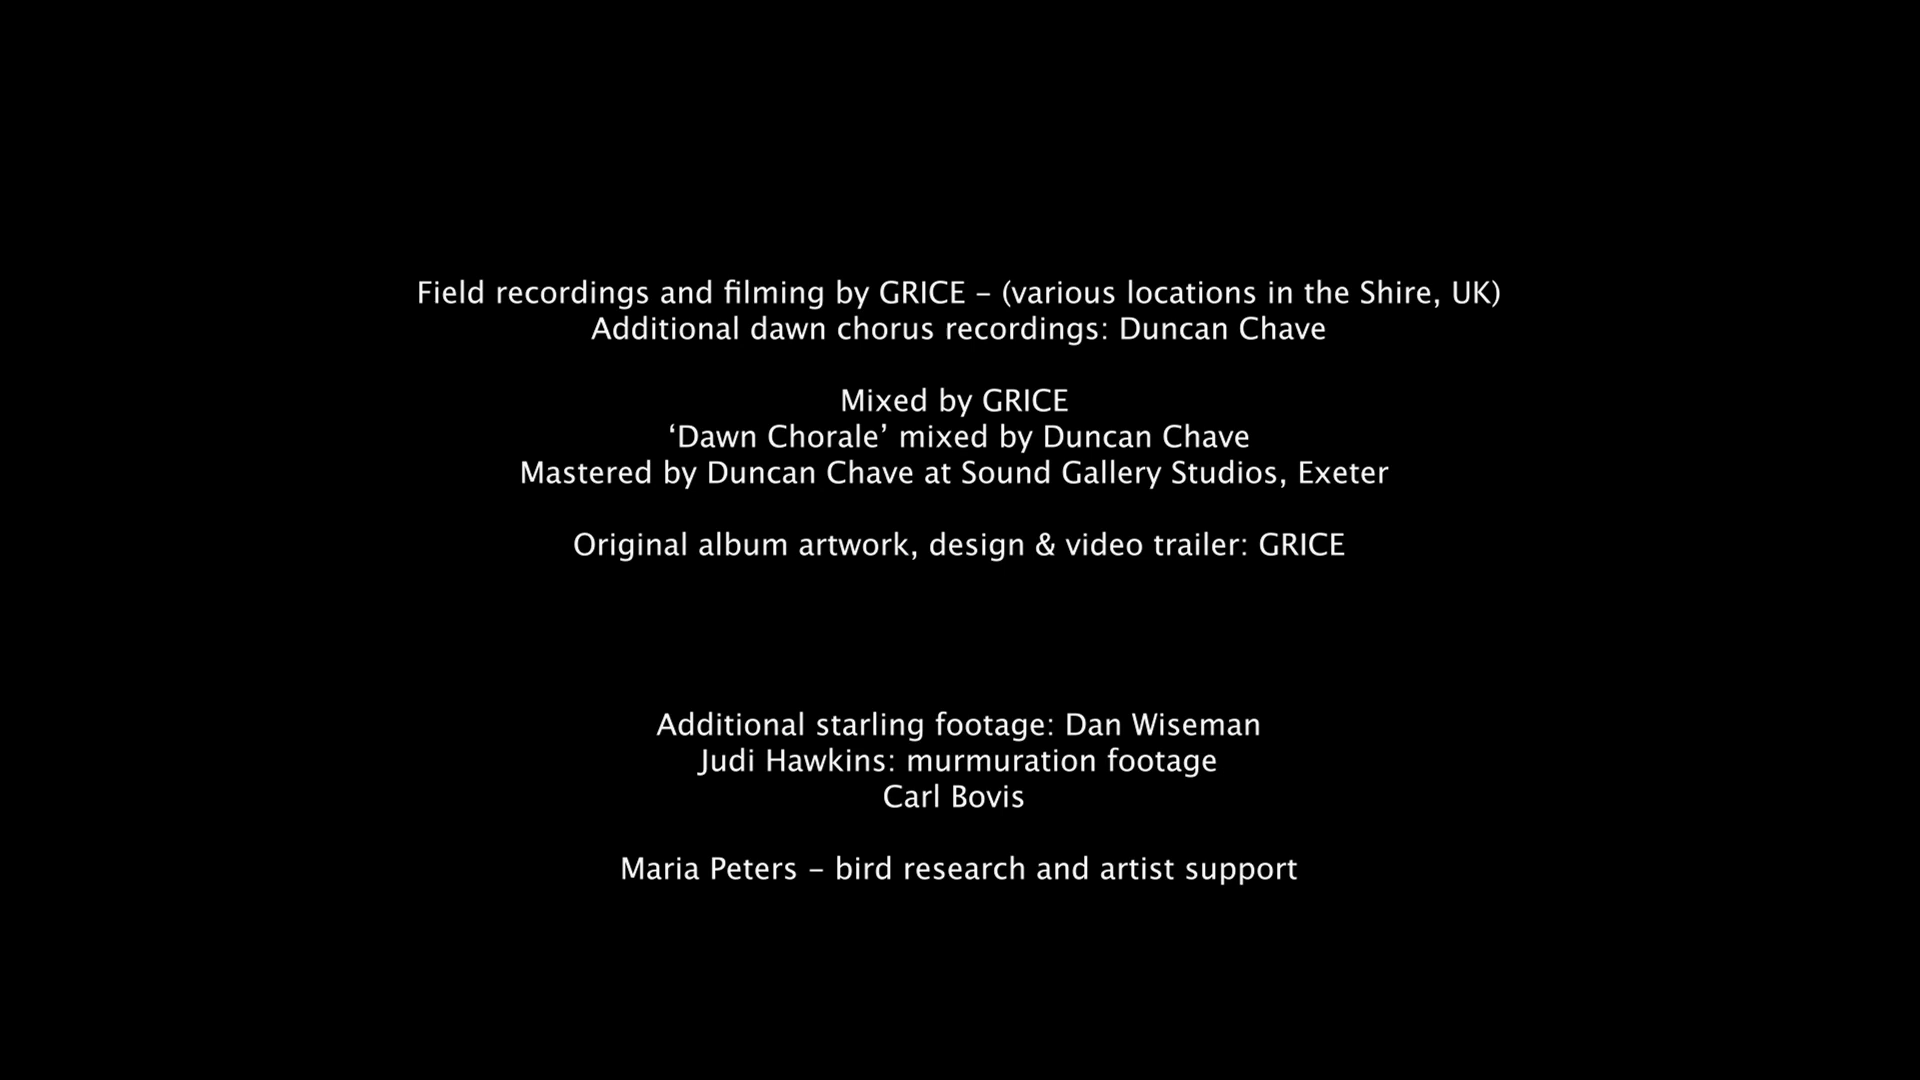 Field recordings and filming by GRICE – (various locations in the Shire, UK)
Additional dawn chorus recordings: Duncan Chave
Mixed by GRICE
‘Dawn Chorale’ mixed by Duncan Chave
Mastered by Duncan Chave at Sound Gallery Studios, Exeter
Original album artwork, design & video trailer: GRICE
Additional starling footage: Dan Wiseman
Judi Hawkins: murmuration footage
Carl Bovis
Maria Peters – bird research and artist support